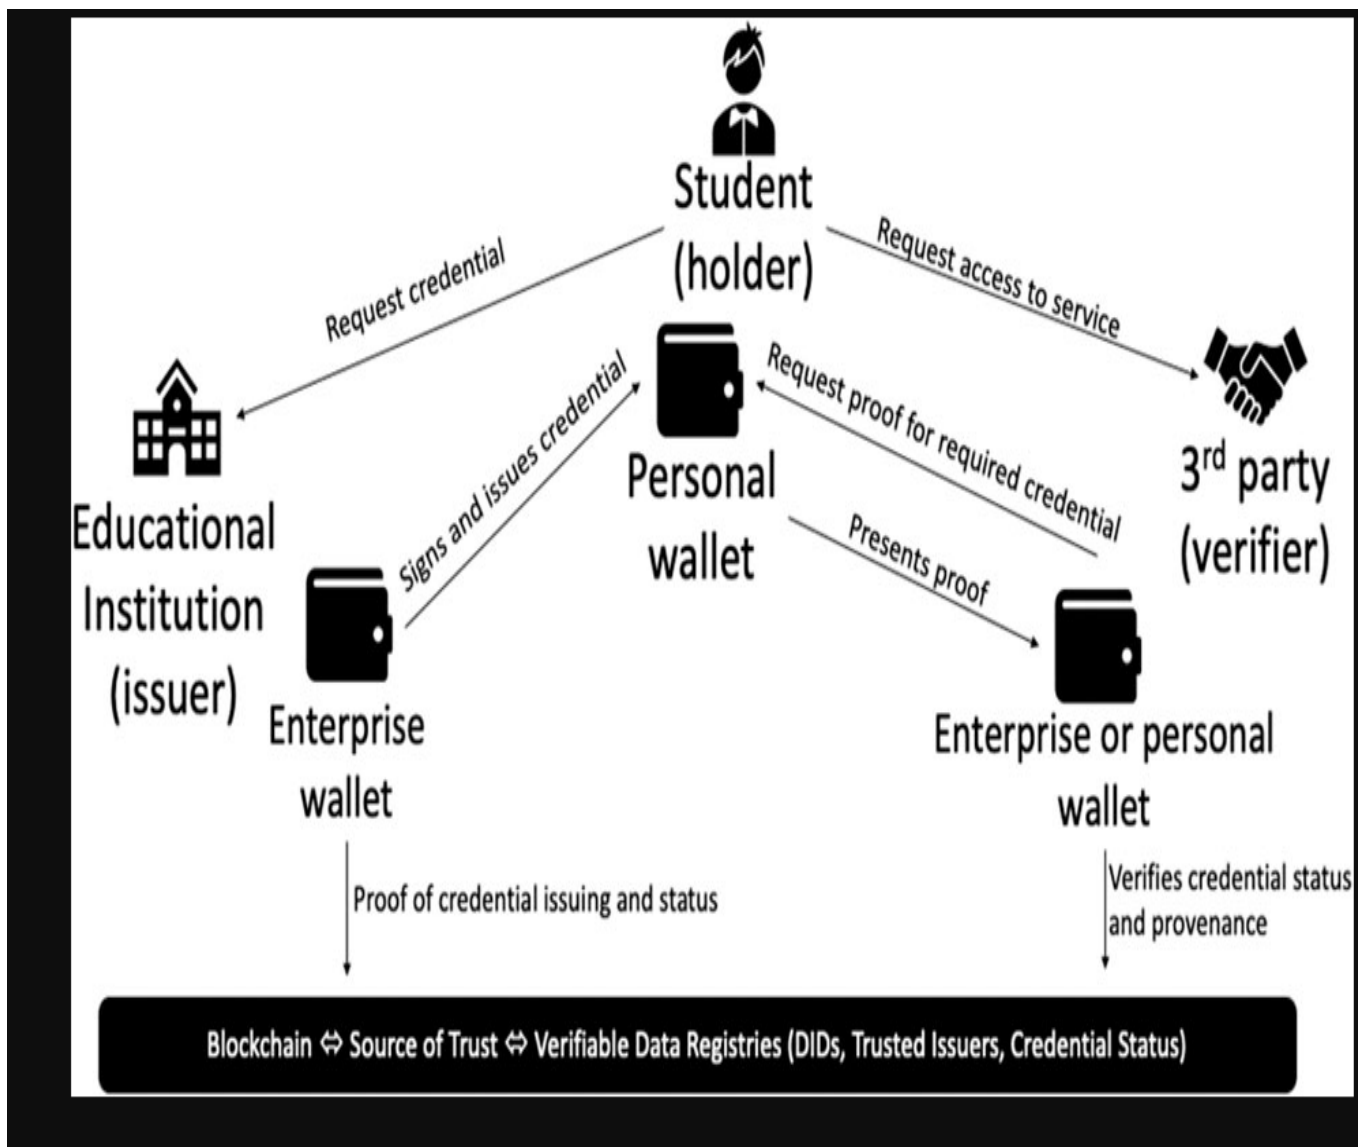 Student
(holder)
Request credential
Request access to service
Educational
Institution
(issuer)
Signs and issues credential
Personal
wallet
Request proof for required credential
Presents proof
3rd party
(verifier)
Enterprise
wallet
Enterprise or personal
wallet
Proof of credential issuing and status
Verifies credential status
and provenance
Blockchain ⇔ Source of Trust ⇔ Verifiable Data Registries (DIDs, Trusted Issuers, Credential Status)